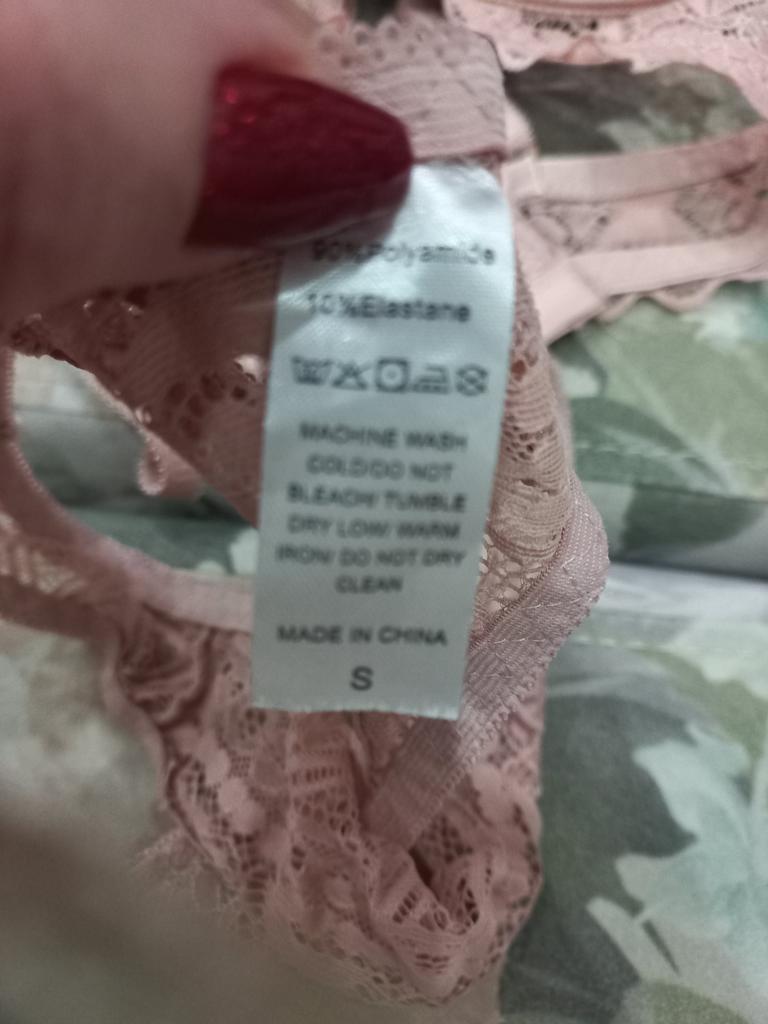 90%Polyamide
10%Elastane
MACHINE WASH
COLD/DO NOT
BLEACH/ TUMBLE
DRY LOW/ WARM
IRON/ DO NOT DRY
CLEAN
MADE IN CHINA
S